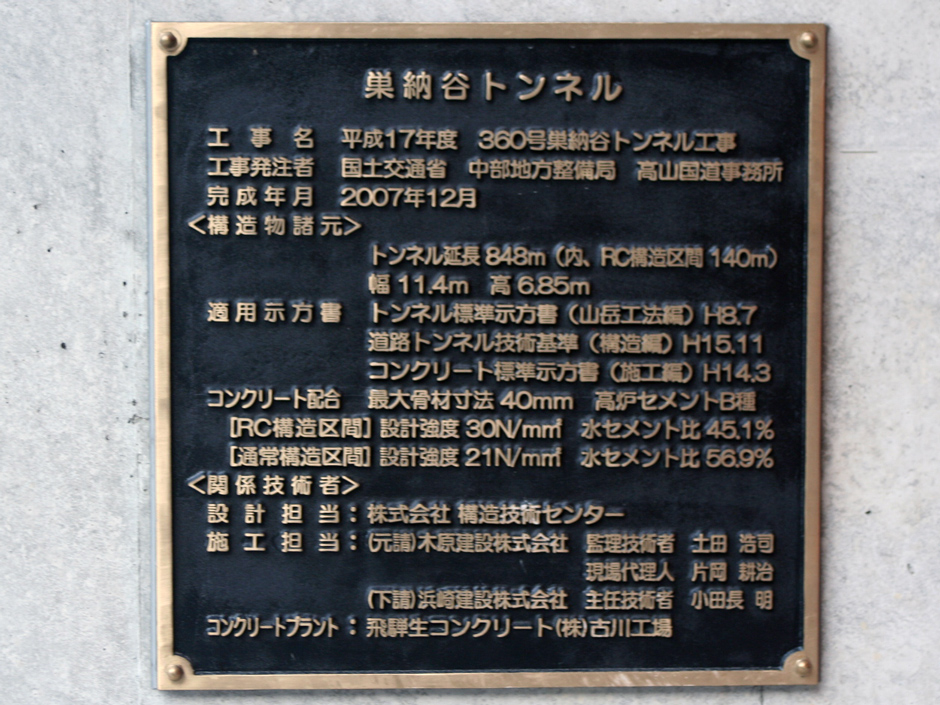 巣納谷トンネル
工事名 平成17年度 360号巣納谷トンネル工事
工事発注者 国土交通省 中部地方整備局 高山国道事務所
完成年月 2007年12月
<構造物諸元>
トンネル延長 848m (内、RC構造区間 140m)
幅 11.4m 高 6.85m
適用示方書 トンネル標準示方書(山岳工法編)H8.7
道路トンネル技術基準(構造編)H15.11
コンクリート標準示方書(施工編)H14.3
コンクリート配合 最大骨材寸法 40mm 高炉セメントB種
[RC構造区間] 設計強度 30N/mm² 水セメント比 45.1%
[通常構造区間] 設計強度 21N/mm² 水セメント比 56.9%
<関係技術者>
設計担当:株式会社 構造技術センター
施工担当:(元請)木原建設株式会社 監理技術者 土田 浩司
現場代理人 片岡 耕治
(下請)浜崎建設株式会社 主任技術者 小田長 明
コンクリートプラント:飛騨生コンクリート(株)古川工場